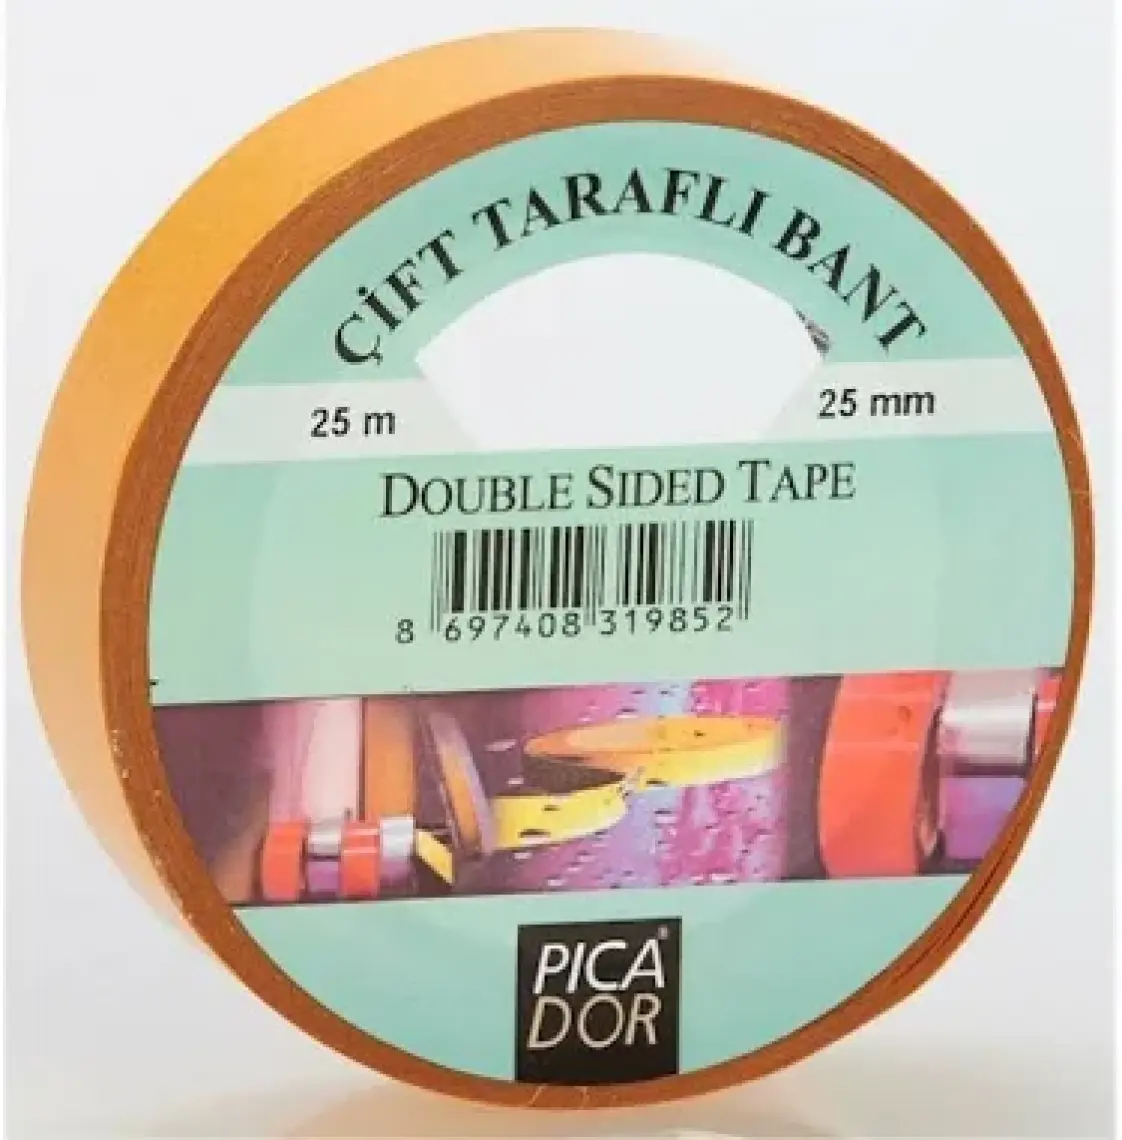 ÇİFT TARAFLI BANT
25 m 25 mm
DOUBLE SIDED TAPE
8 697408 319852
PICA®
DOR